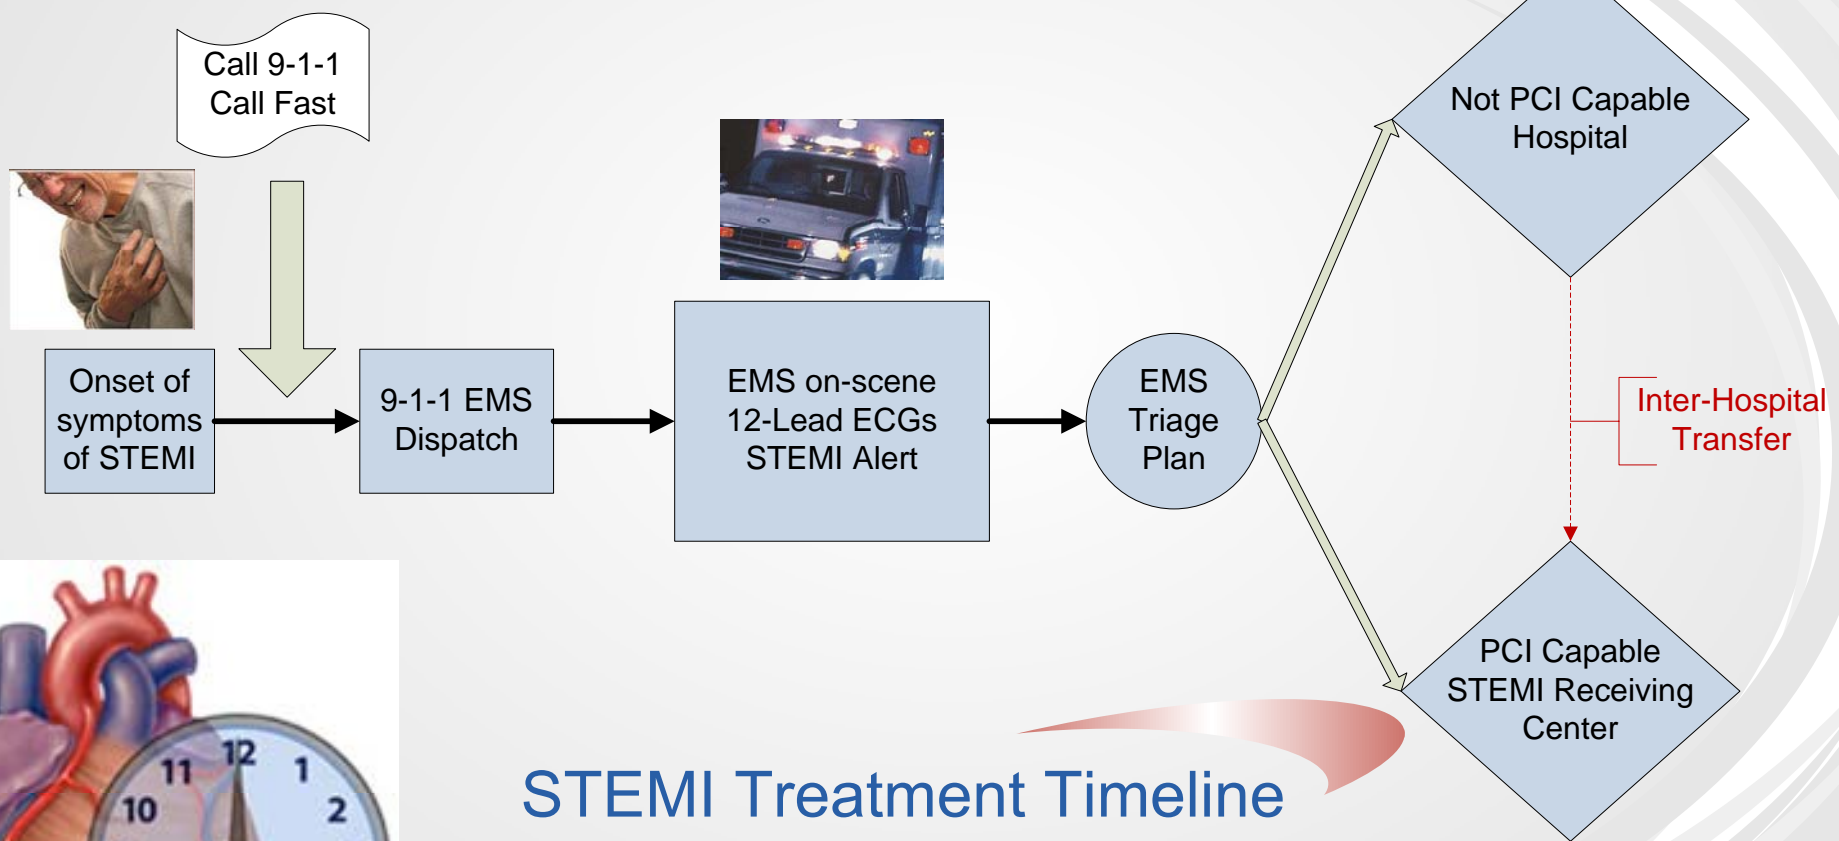 Call 9-1-1
Call Fast
Onset of
symptoms
of STEMI
9-1-1 EMS
Dispatch
EMS on-scene
12-Lead ECGs
STEMI Alert
EMS
Triage
Plan
Not PCI Capable
Hospital
Inter-Hospital
Transfer
PCI Capable
STEMI Receiving
Center
10
11
12
1
2
STEMI Treatment Timeline